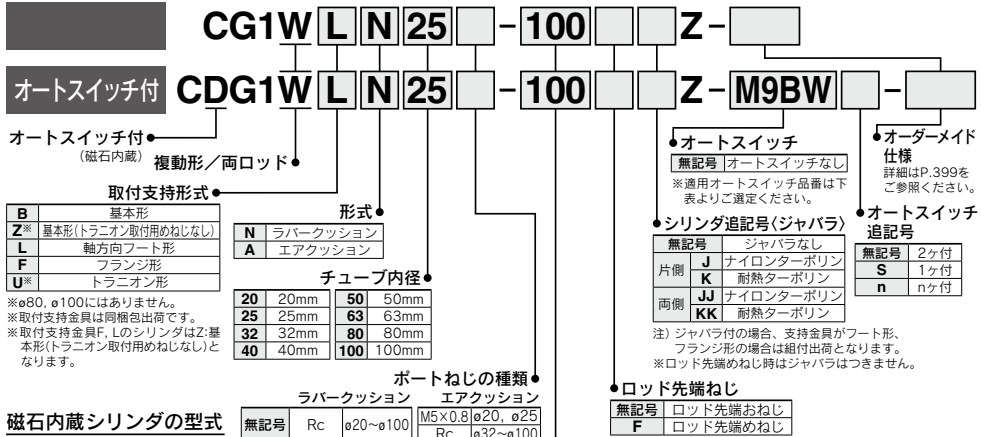 CG1W L N 25 - 100 Z-
オートスイッチ付 CDG1W L N 25 - 100 Z- M9BW -
オートスイッチ付
(磁石内蔵)
複動形／両ロッド
取付支持形式
B 基本形
Z※ 基本形(トラニオン取付用めねじなし)
L 軸方向フート形
F フランジ形
U※ トラニオン形
※ø80, ø100にはありません。
※取付支持金具は同梱包出荷です。
※取付支持金具F, LのシリンダはZ:基
本形(トラニオン取付用めねじなし)と
なります。
形式
N ラバークッション
A エアクッション
チューブ内径
20 20mm 50 50mm
25 25mm 63 63mm
32 32mm 80 80mm
40 40mm 100 100mm
ポートねじの種類
ラバークッション エアクッション
無記号 Rc ø20~ø100 M5×0.8 ø20, ø25
Rc ø32~ø100
磁石内蔵シリンダの型式
オートスイッチ
無記号 オートスイッチなし
※適用オートスイッチ品番は下
表よりご選定ください。
シリンダ追記号〈ジャバラ〉
無記号 ジャバラなし
片側 J ナイロンターポリン
K 耐熱ターポリン
両側 JJ ナイロンターポリン
KK 耐熱ターポリン
注) ジャバラ付の場合、支持金具がフート形、
フランジ形の場合は組付出荷となります。
※ロッド先端めねじ時はジャバラはつきません。
ロッド先端ねじ
無記号 ロッド先端おねじ
F ロッド先端めねじ
オーダーメイド
仕様
詳細はP.399を
ご参照ください。
オートスイッチ
追記号
無記号 2ヶ付
S 1ヶ付
n nヶ付